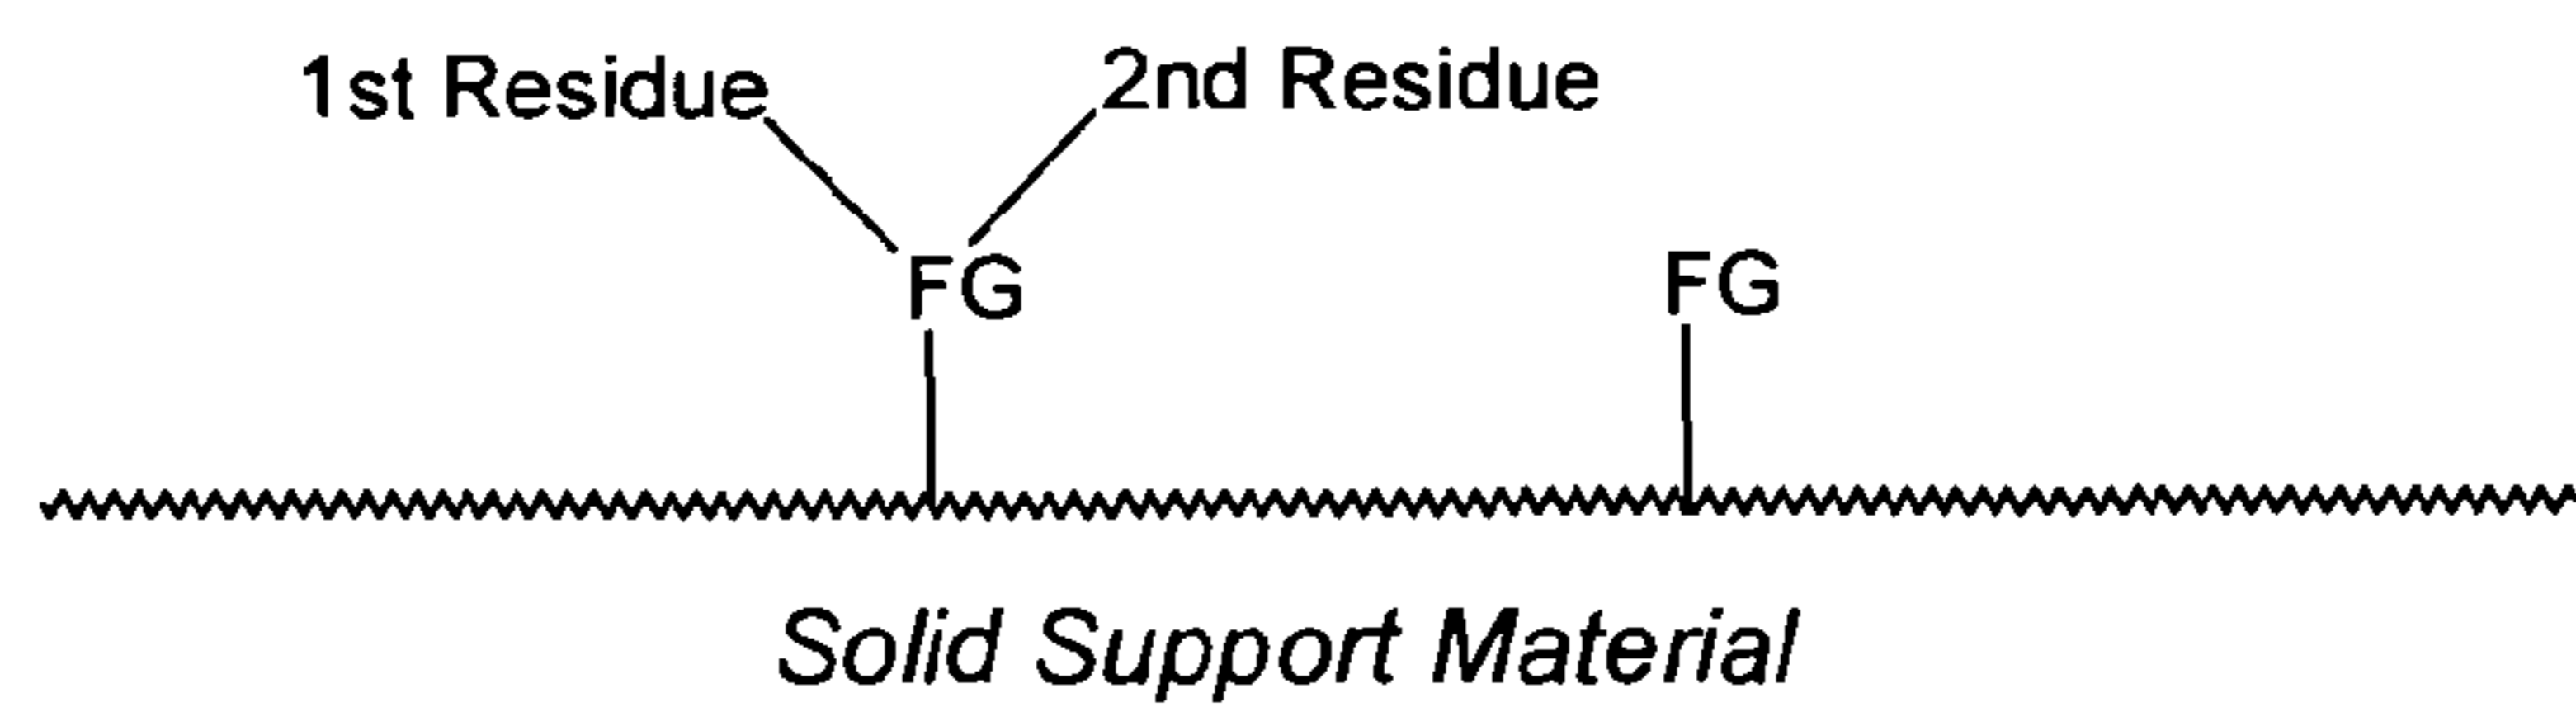 1st Residue 2nd Residue
FG FG
Solid Support Material